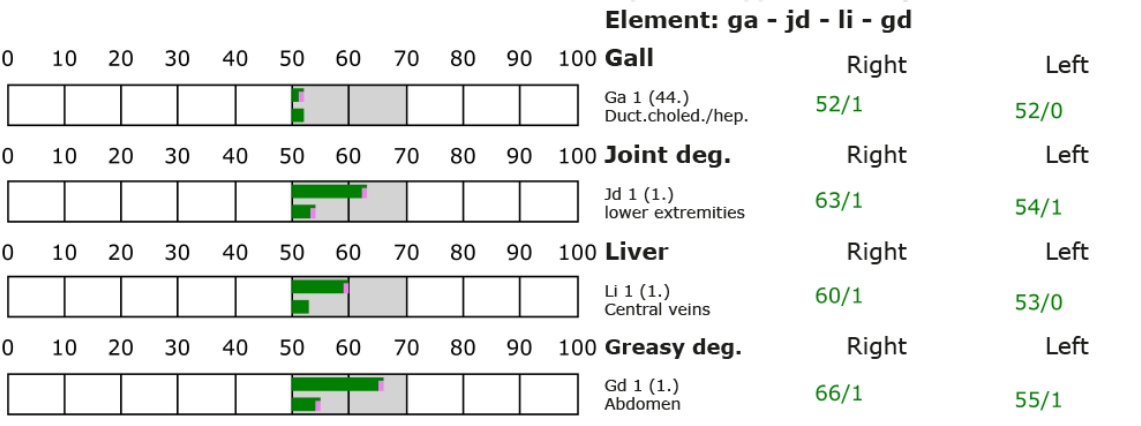 Element: ga - jd - li - gd
0 10 20 30 40 50 60 70 80 90 100 Gall Right Left
Ga 1 (44.) 52/1 52/0
Duct.choled./hep.
0 10 20 30 40 50 60 70 80 90 100 Joint deg. Right Left
Jd 1 (1.) 63/1 54/1
lower extremities
0 10 20 30 40 50 60 70 80 90 100 Liver Right Left
Li 1 (1.) 60/1 53/0
Central veins
0 10 20 30 40 50 60 70 80 90 100 Greasy deg. Right Left
Gd 1 (1.) 66/1 55/1
Abdomen